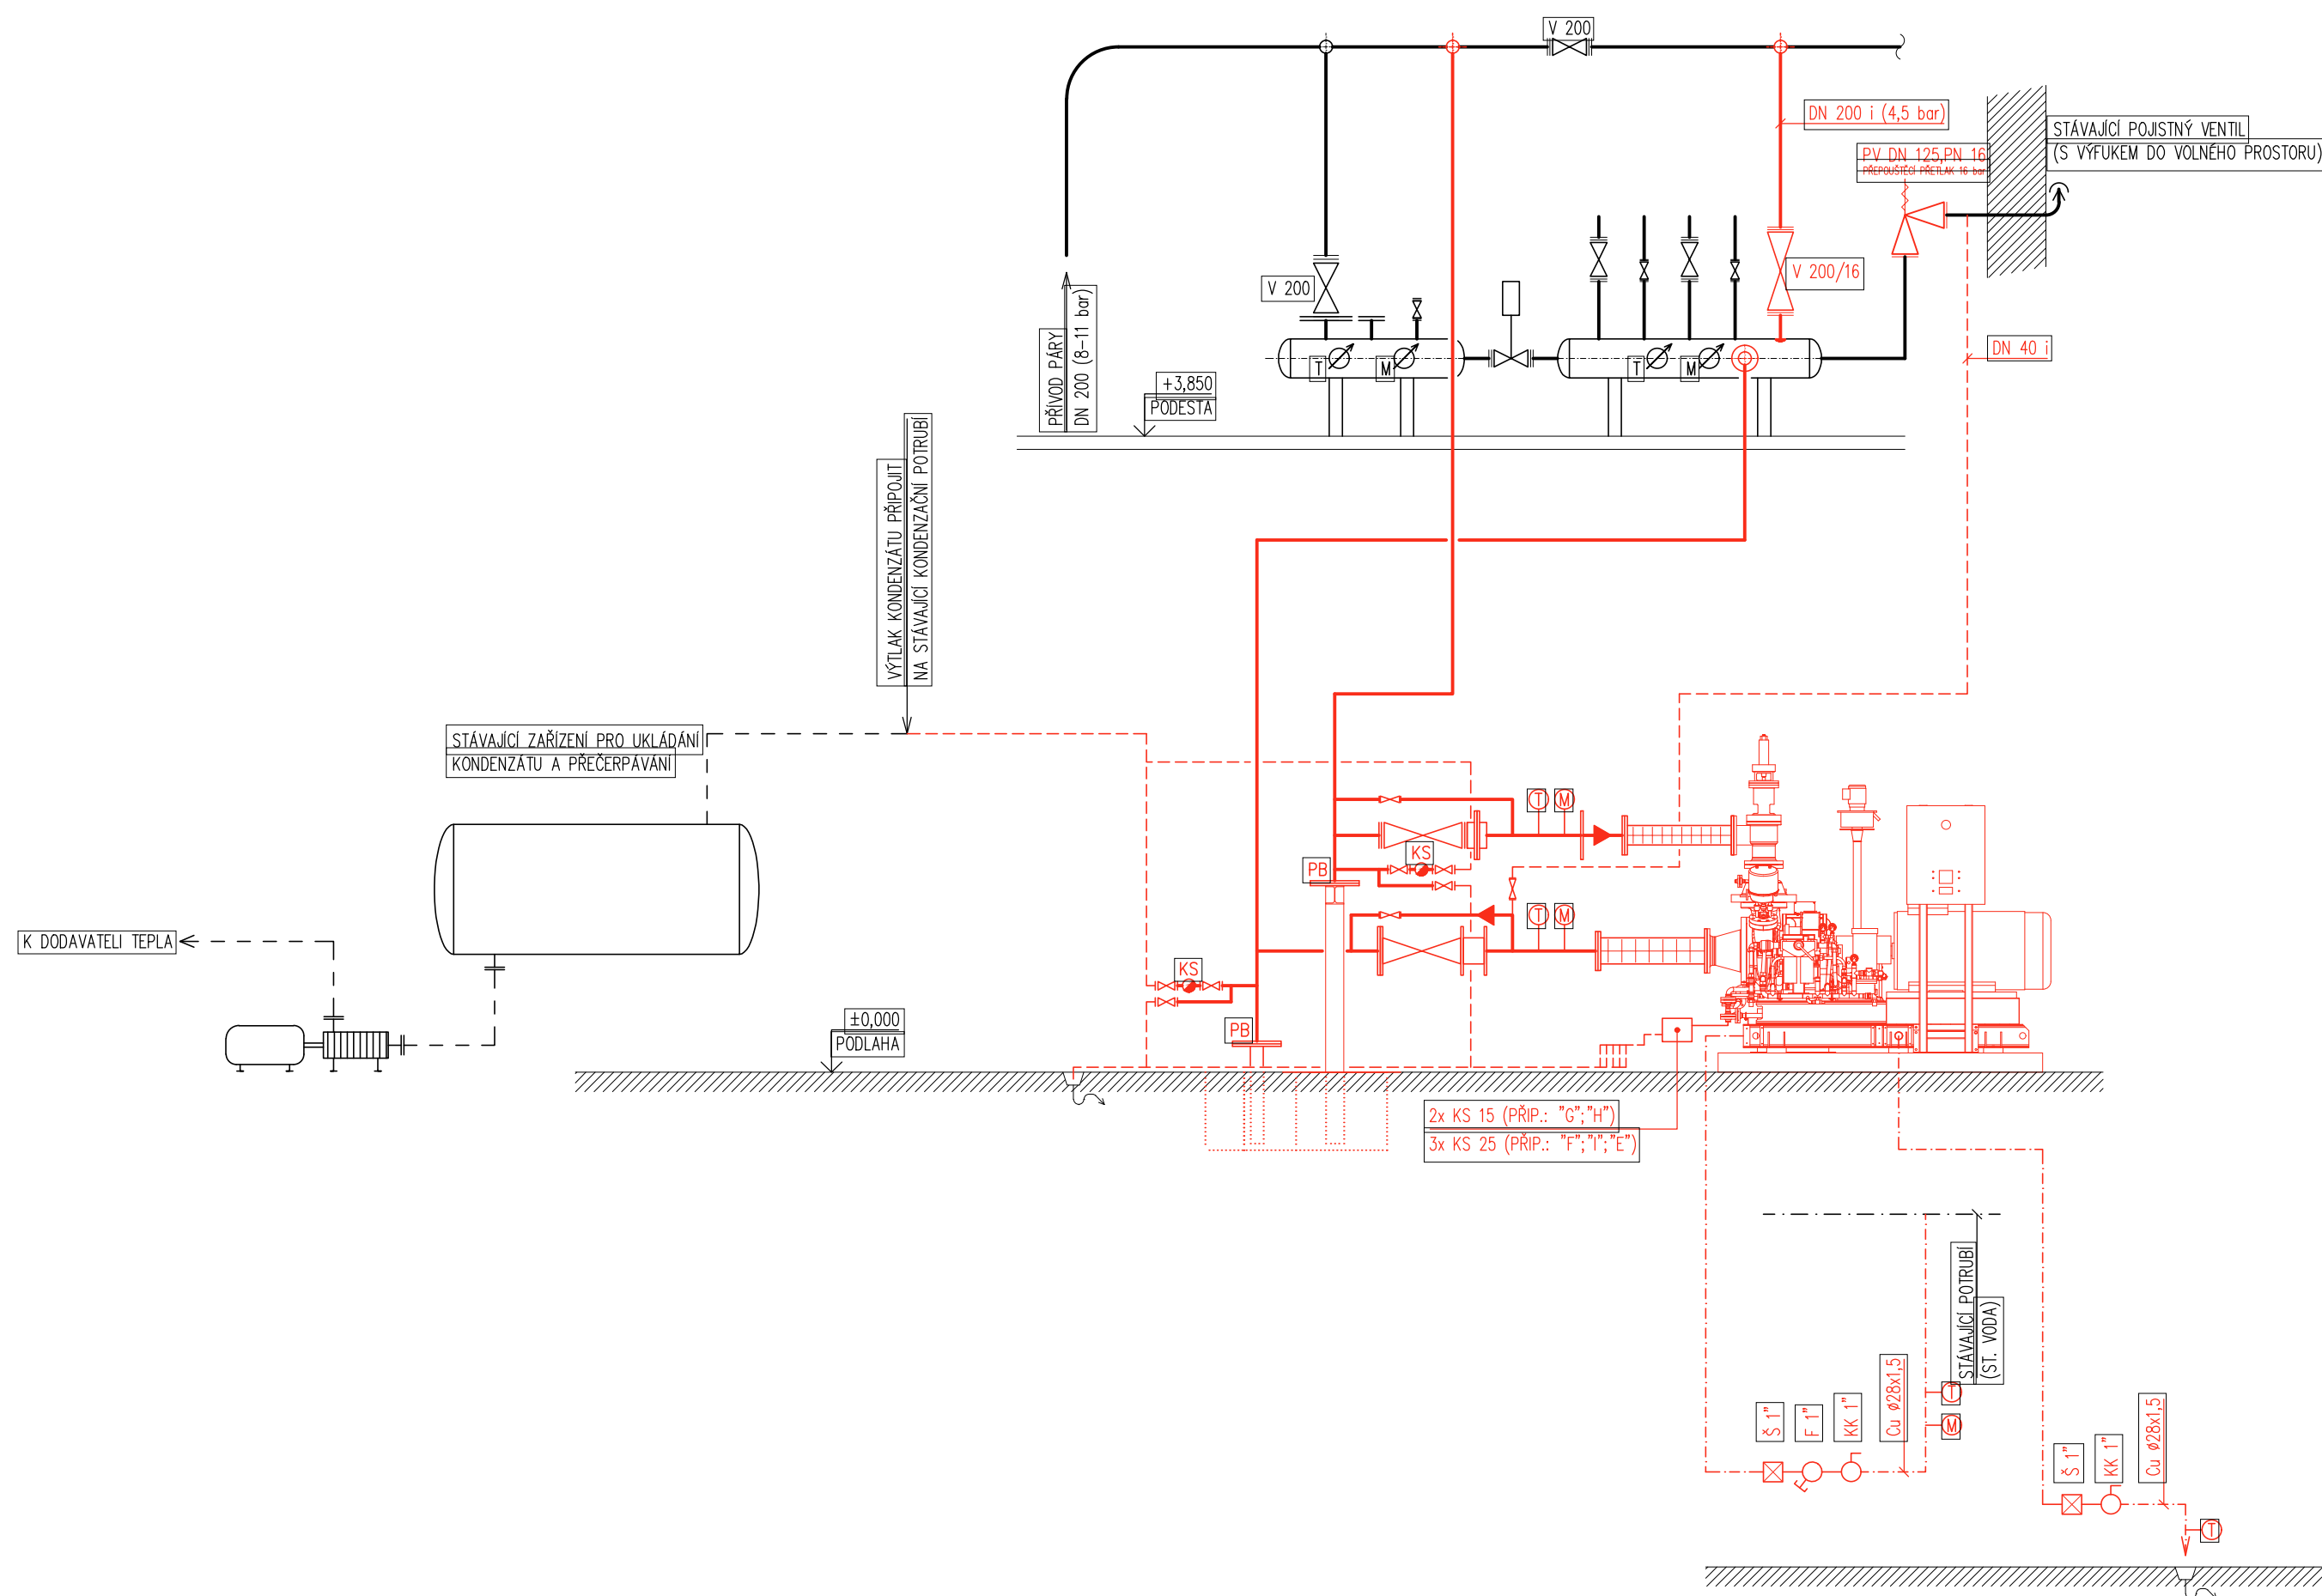 V 200
DN 200 i (4,5 bar)
STÁVAJÍCÍ POJISTNÝ VENTIL
(S VÝFUKEM DO VOLNÉHO PROSTORU)
PV DN 125,PN 16
PŘEPOUŠTĚCÍ PŘETLAK 16 bar
V 200
V 200/16
PŘÍVOD PÁRY
DN 200 (8-11 bar)
T
M
T
M
DN 40 i
+3,850
PODESTA
VÝTLAK KONDENZÁTU PŘIPOJIT
NA STÁVAJÍCÍ KONDENZAČNÍ POTRUBÍ
STÁVAJÍCÍ ZAŘÍZENÍ PRO UKLÁDÁNÍ
KONDENZÁTU A PŘEČERPÁVÁNÍ
T
M
KS
PB
T
M
K DODAVATELI TEPLA
KS
PB
±0,000
PODLAHA
2x KS 15 (PŘIP.: "G";"H")
3x KS 25 (PŘIP.: "F";"I";"E")
STÁVAJÍCÍ POTRUBÍ
(ST. VODA)
Š 1"
F 1"
KK 1"
Cu ø28x1,5
T
M
Š 1"
KK 1"
Cu ø28x1,5
T